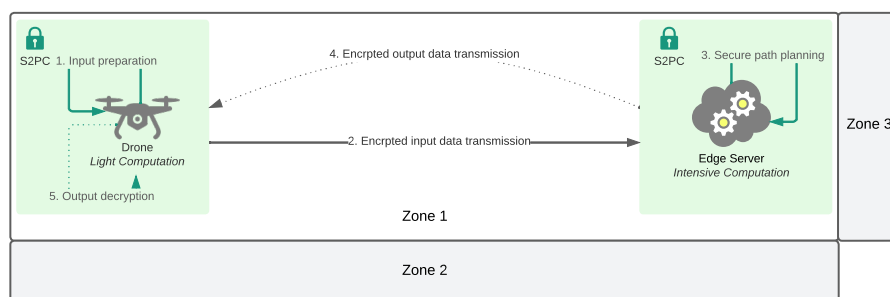 S2PC
1. Input preparation
Drone
Light Computation
5. Output decryption
4. Encrpted output data transmission
2. Encrpted input data transmission
S2PC
3. Secure path planning
Edge Server
Intensive Computation
Zone 1
Zone 2
Zone 3